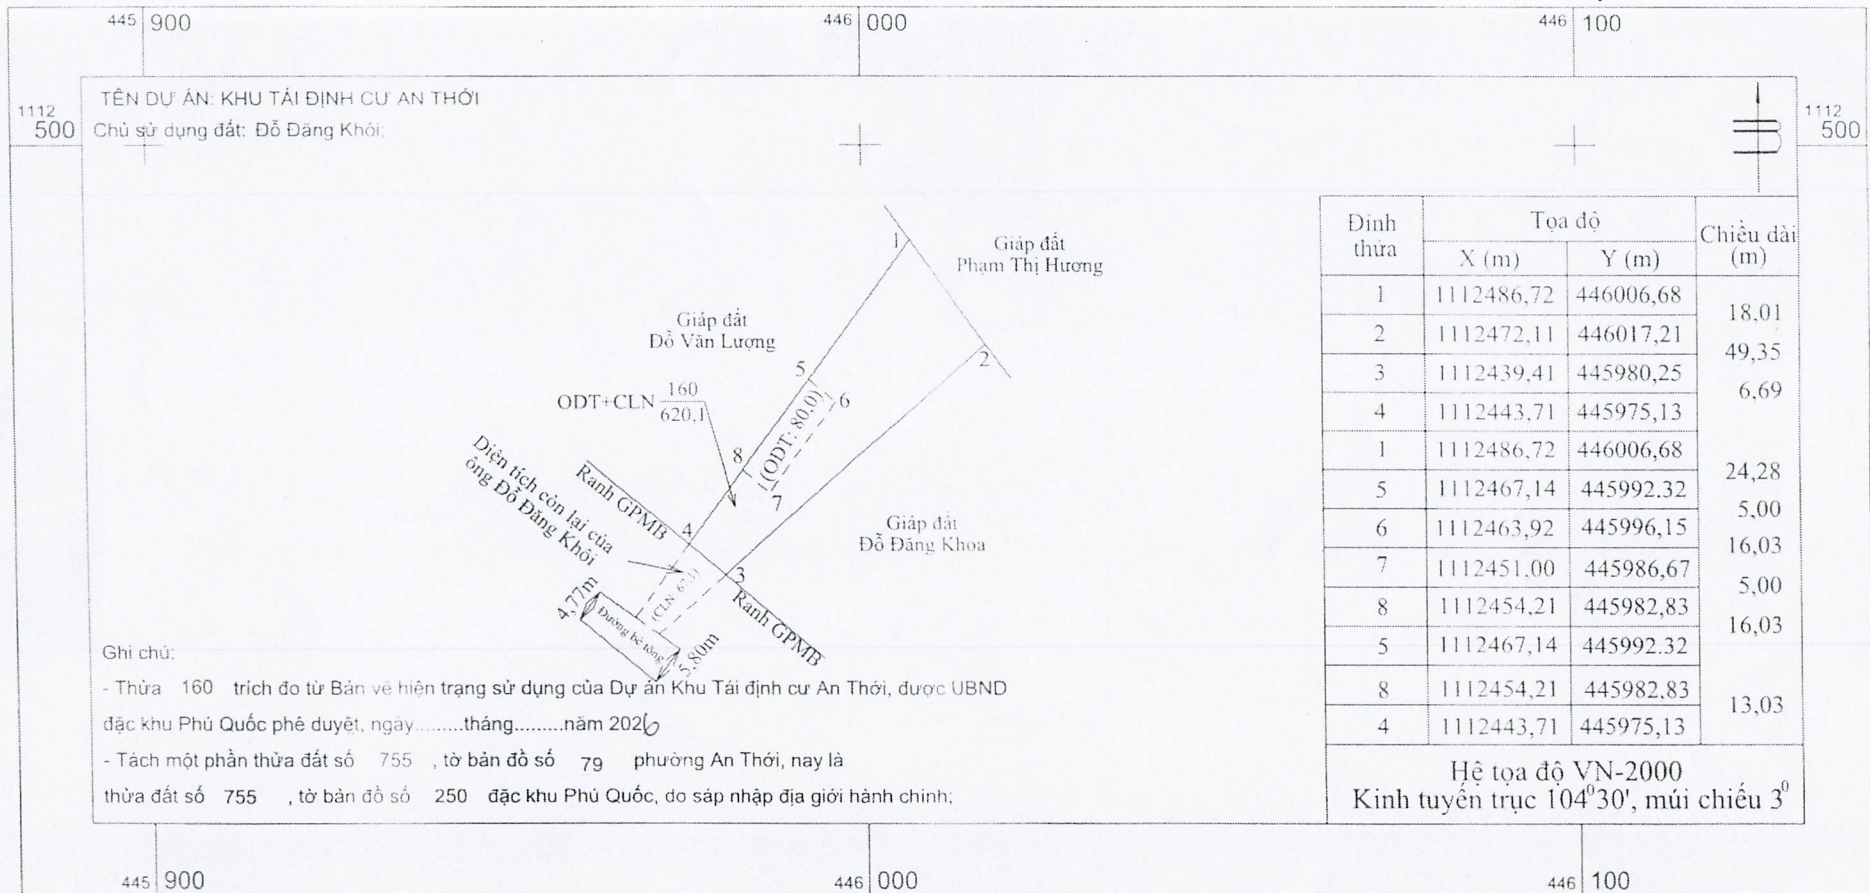 445 900
446 000
446 100
1112
500
1112
500
TÊN DỰ ÁN: KHU TÁI ĐỊNH CƯ AN THỚI
Chủ sử dụng đất: Đỗ Đăng Khôi;
1
Giáp đất
Phạm Thị Hương
Giáp đất
Đỗ Văn Lượng
2
5
6
ODT+CLN 160
620,1
(ODT: 80,0)
8
7
Diện tích còn lại của
ông Đỗ Đăng Khôi
Ranh GPMB
4
Giáp đất
Đỗ Đăng Khoa
3
Ranh GPMB
4,77m
Đường bê tông
5,80m
Đỉnh thửa Tọa độ Chiều dài
X (m) Y (m) (m)
1 1112486,72 446006,68
18,01
2 1112472,11 446017,21
49,35
3 1112439,41 445980,25
6,69
4 1112443,71 445975,13
1 1112486,72 446006,68
24,28
5 1112467,14 445992.32
5,00
6 1112463,92 445996,15
16,03
7 1112451,00 445986,67
5,00
8 1112454,21 445982,83
16,03
5 1112467,14 445992.32
8 1112454,21 445982,83
13,03
4 1112443,71 445975,13
Hệ tọa độ VN-2000
Kinh tuyến trục 104⁰30', múi chiếu 3⁰
Ghi chú:
- Thửa 160 trích đo từ Bản vẽ hiện trạng sử dụng của Dự án Khu Tái định cư An Thới, được UBND
đặc khu Phú Quốc phê duyệt, ngày.........tháng.........năm 2026
- Tách một phần thửa đất số 755 , tờ bản đồ số 79 phường An Thới, nay là
thửa đất số 755 , tờ bản đồ số 250 đặc khu Phú Quốc, do sáp nhập địa giới hành chính;
445 900
446 000
446 100